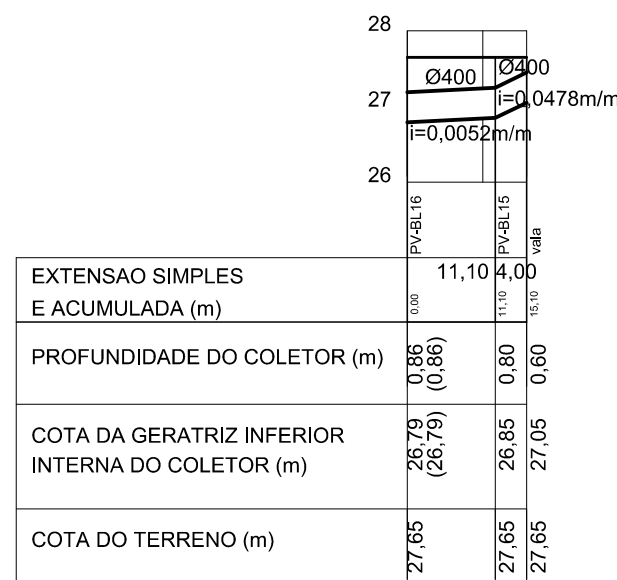 28
Ø400
Ø400
27
i=0,0478m/m
i=0,0052m/m
26
PV-BL16
PV-BL15
vala
EXTENSAO SIMPLES
E ACUMULADA (m)
11,10
4,00
0,00
11,10
15,10
PROFUNDIDADE DO COLETOR (m)
0,86
(0,86)
0,80
0,60
COTA DA GERATRIZ INFERIOR
INTERNA DO COLETOR (m)
26,79
(26,79)
26,85
27,05
COTA DO TERRENO (m)
27,65
27,65
27,65